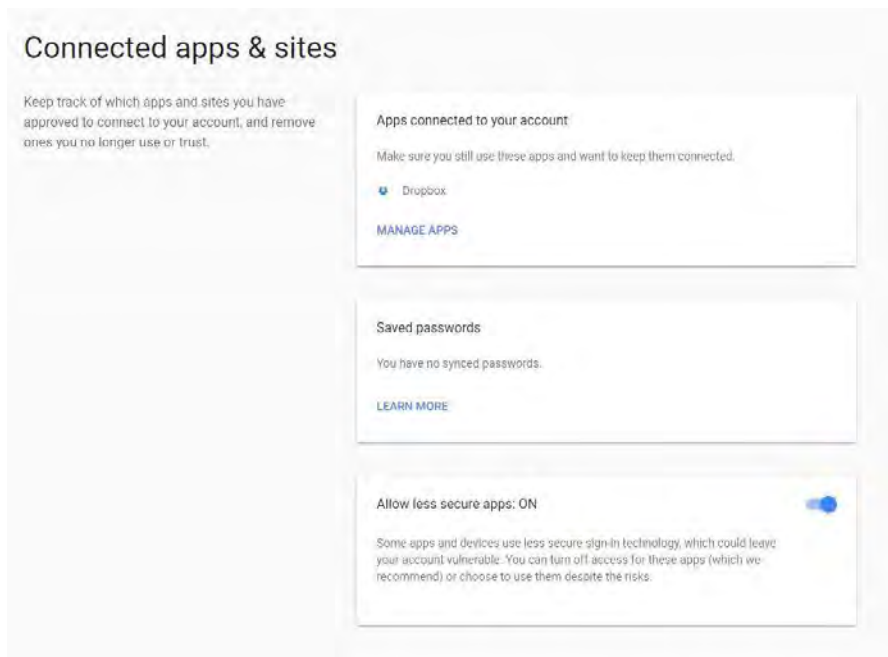 Connected apps & sites
Keep track of which apps and sites you have
approved to connect to your account, and remove
ones you no longer use or trust.
Apps connected to your account
Make sure you still use these apps and want to keep them connected.
Dropbox
MANAGE APPS
Saved passwords
You have no synced passwords.
LEARN MORE
Allow less secure apps: ON
Some apps and devices use less secure sign-in technology, which could leave
your account vulnerable. You can turn off access for these apps (which we
recommend) or choose to use them despite the risks.